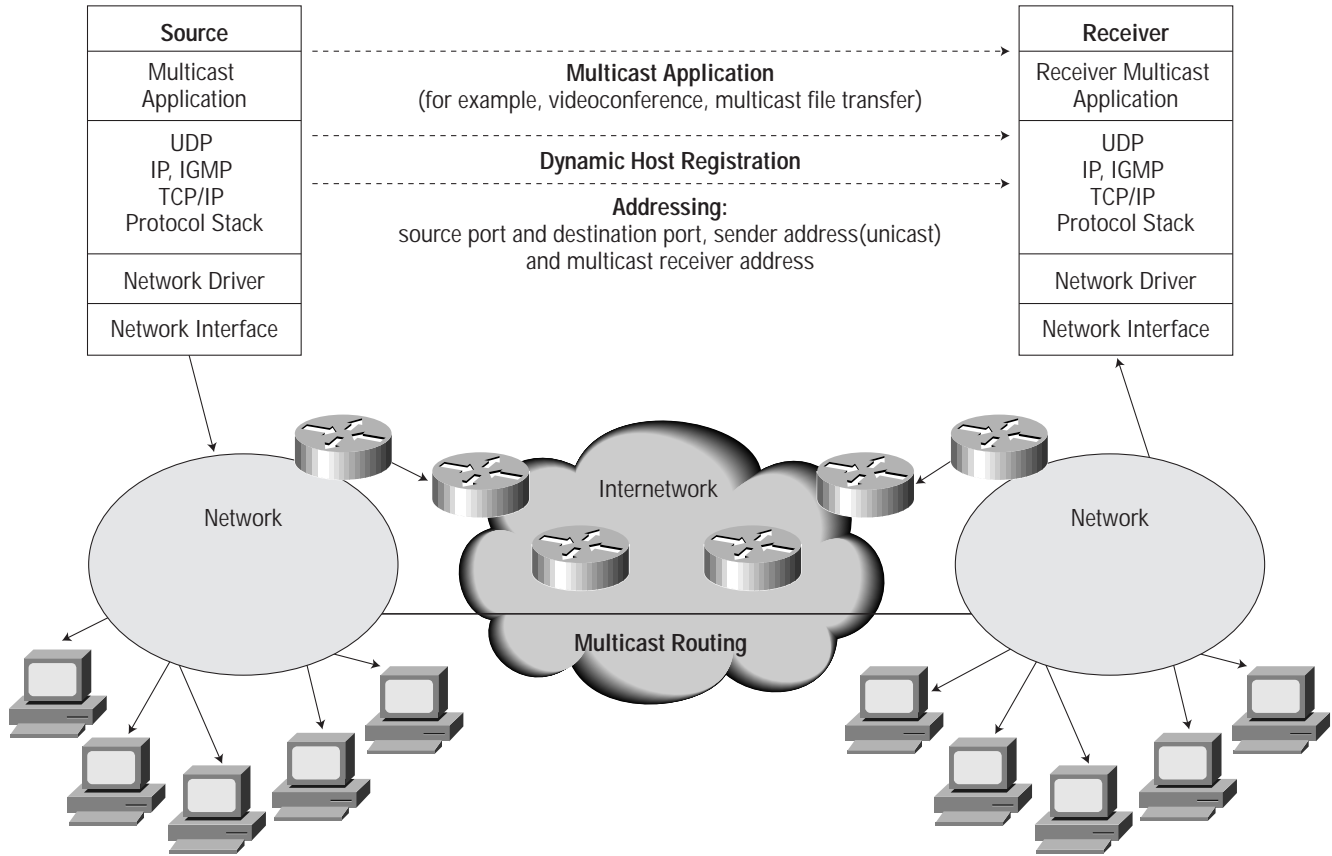 Source
Multicast
Application
UDP
IP, IGMP
TCP/IP
Protocol Stack
Network Driver
Network Interface
Multicast Application
(for example, videoconference, multicast file transfer)
Dynamic Host Registration
Addressing:
source port and destination port, sender address(unicast)
and multicast receiver address
Receiver
Receiver Multicast
Application
UDP
IP, IGMP
TCP/IP
Protocol Stack
Network Driver
Network Interface
Network
Internetwork
Multicast Routing
Network